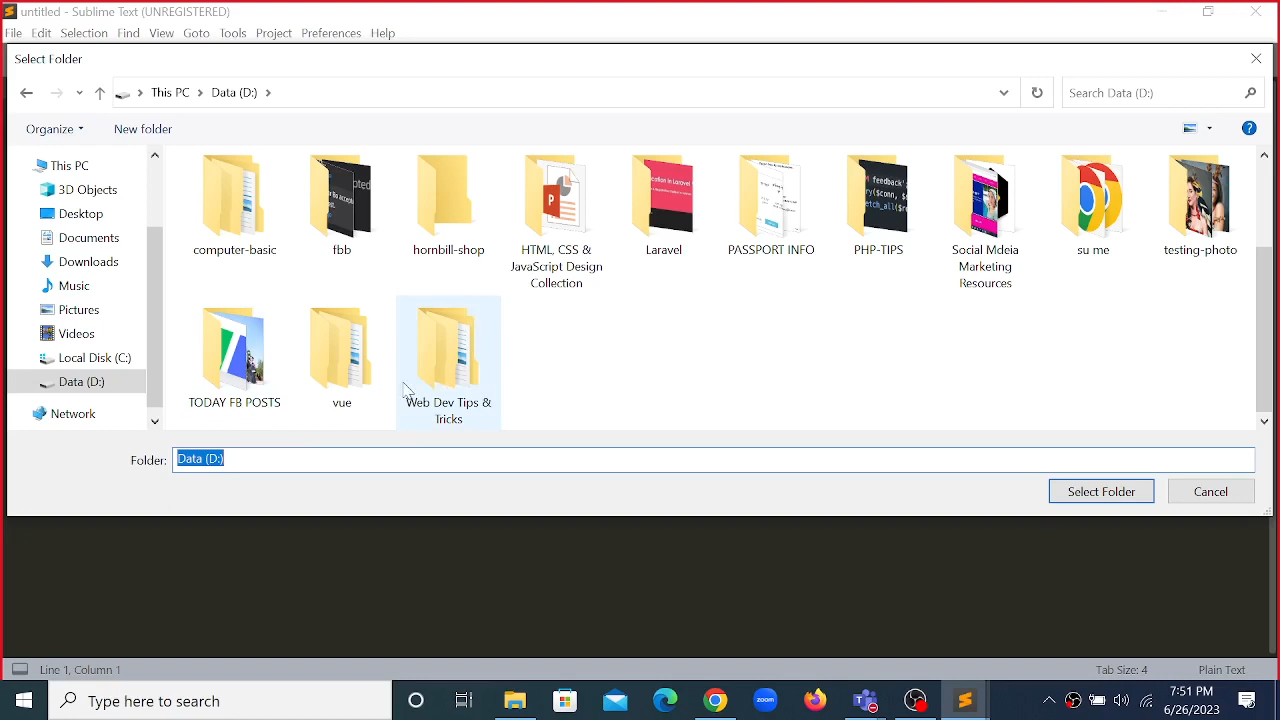 untitled - Sublime Text (UNREGISTERED)
File Edit Selection Find View Goto Tools Project Preferences Help
Select Folder
This PC > Data (D:) >
Search Data (D:)
Organize
New folder
This PC
3D Objects
Desktop
Documents
Downloads
Music
Pictures
Videos
Local Disk (C:)
Data (D:)
Network
computer-basic
fbb
hornbill-shop
HTML, CSS &
JavaScript Design
Collection
Laravel
PASSPORT INFO
PHP-TIPS
Social Mdeia
Marketing
Resources
su me
testing-photo
TODAY FB POSTS
vue
Web Dev Tips &
Tricks
Folder:
Data (D:)
Select Folder
Cancel
Line 1, Column 1
Tab Size: 4
Plain Text
Type here to search
zoom
7:51 PM
6/26/2023